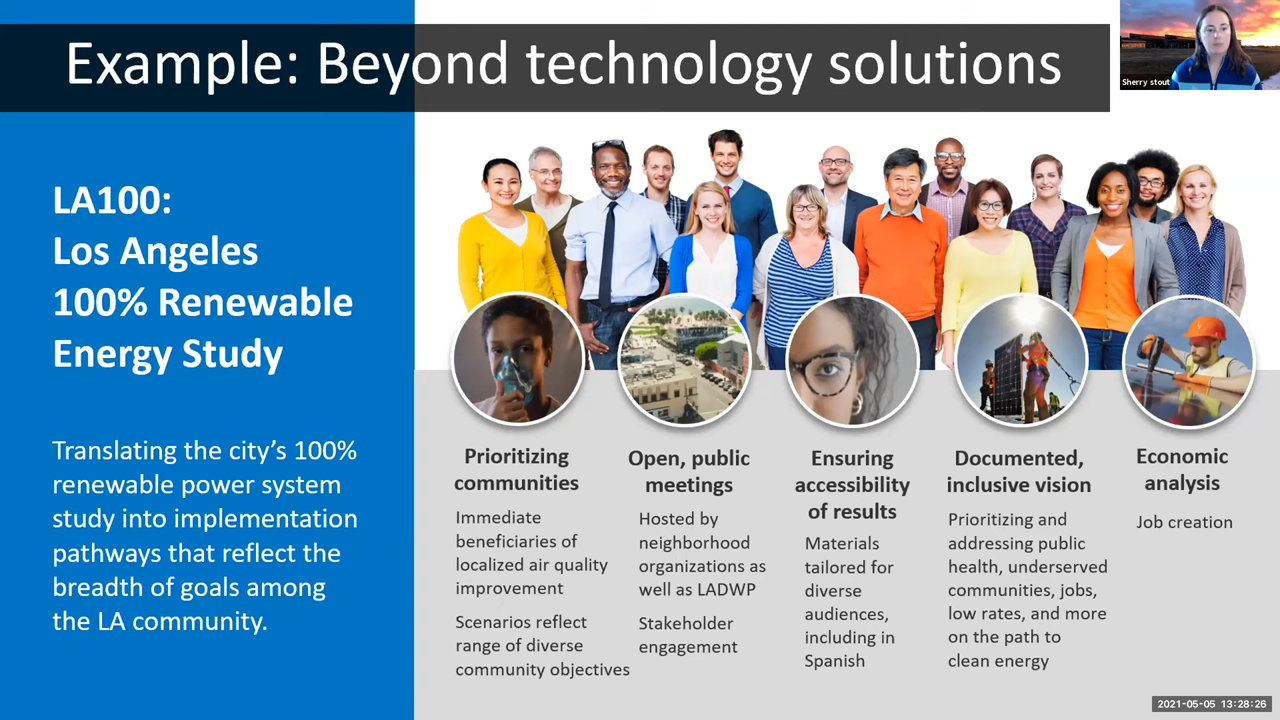 Example: Beyond technology solutions
Sherry stout
LA100:
Los Angeles
100% Renewable
Energy Study
Translating the city's 100%
renewable power system
study into implementation
pathways that reflect the
breadth of goals among
the LA community.
Prioritizing
communities
Immediate
beneficiaries of
localized air quality
improvement
Scenarios reflect
range of diverse
community objectives
Open, public
meetings
Hosted by
neighborhood
organizations as
well as LADWP
Stakeholder
engagement
Ensuring
accessibility
of results
Materials
tailored for
diverse
audiences,
including in
Spanish
Documented,
inclusive vision
Prioritizing and
addressing public
health, underserved
communities, jobs,
low rates, and more
on the path to
clean energy
Economic
analysis
Job creation
2021-05-05 13:28:26